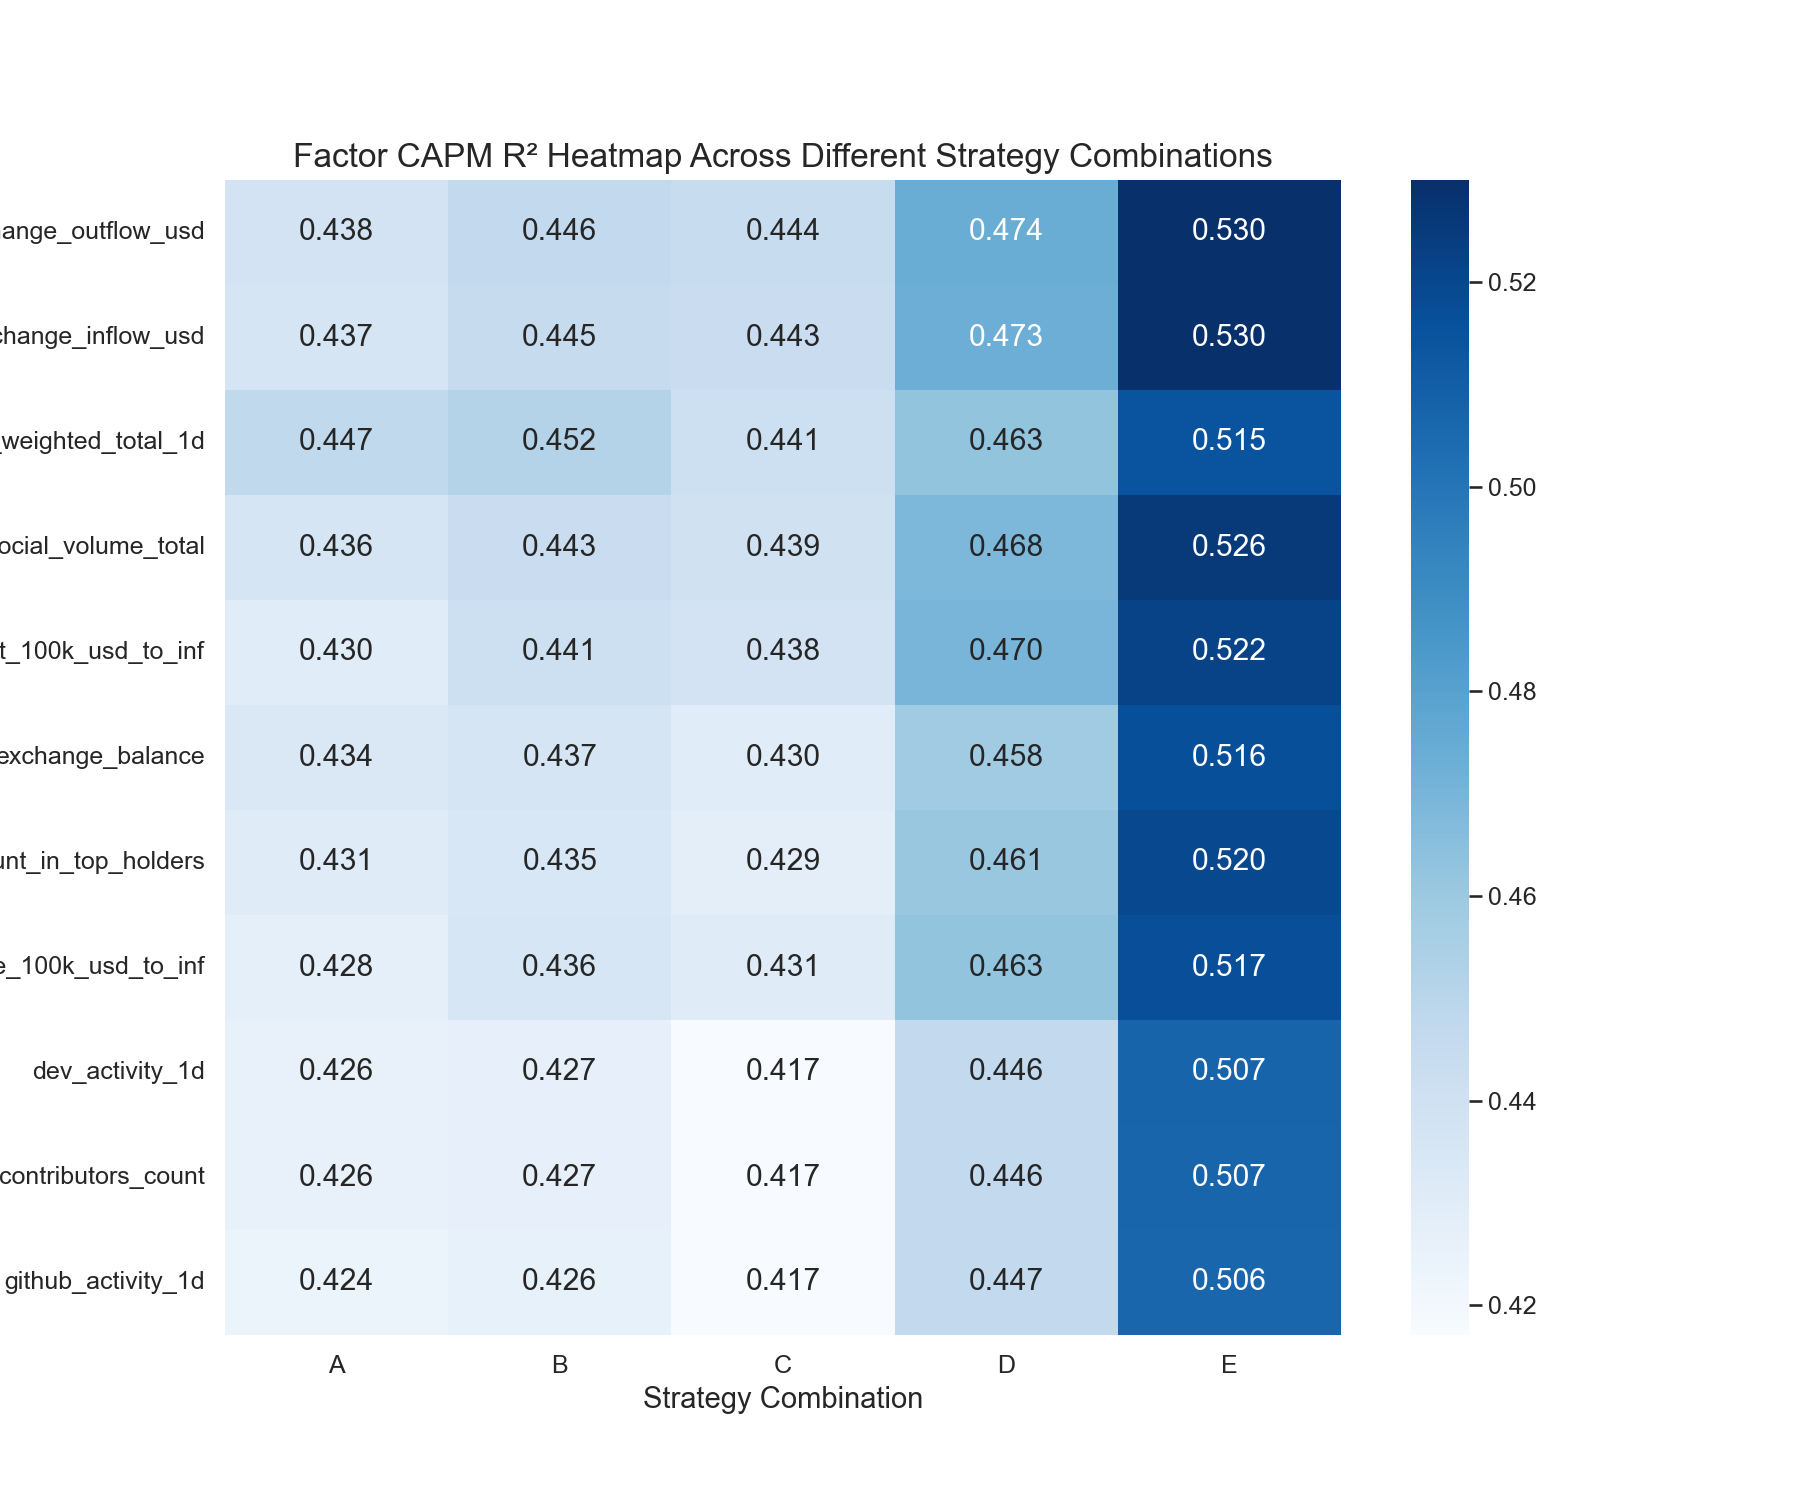 Factor CAPM R² Heatmap Across Different Strategy Combinations
ange_outflow_usd 0.438 0.446 0.444 0.474 0.530
change_inflow_usd 0.437 0.445 0.443 0.473 0.530
_weighted_total_1d 0.447 0.452 0.441 0.463 0.515
ocial_volume_total 0.436 0.443 0.439 0.468 0.526
t_100k_usd_to_inf 0.430 0.441 0.438 0.470 0.522
exchange_balance 0.434 0.437 0.430 0.458 0.516
unt_in_top_holders 0.431 0.435 0.429 0.461 0.520
e_100k_usd_to_inf 0.428 0.436 0.431 0.463 0.517
dev_activity_1d 0.426 0.427 0.417 0.446 0.507
contributors_count 0.426 0.427 0.417 0.446 0.507
github_activity_1d 0.424 0.426 0.417 0.447 0.506
A B C D E
Strategy Combination
0.52
0.50
0.48
0.46
0.44
0.42